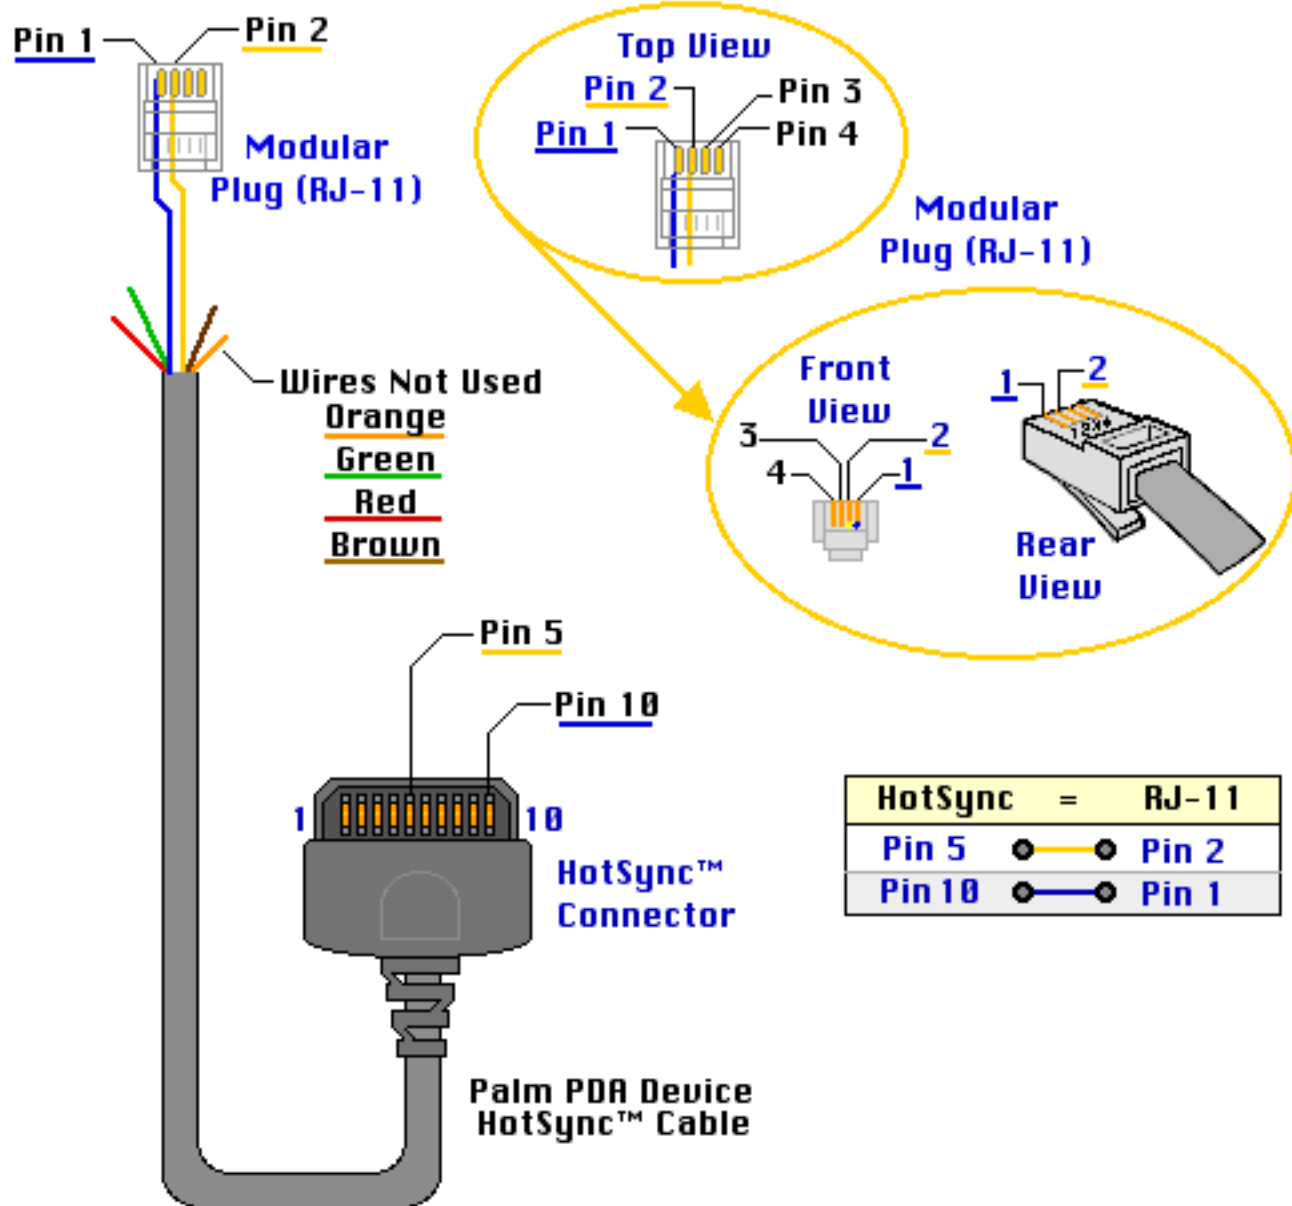 Pin 1
Pin 2
Modular
Plug (RJ-11)
Top View
Pin 2
Pin 3
Pin 1
Pin 4
Modular
Plug (RJ-11)
Front
View
3
2
4
1
1
2
Rear
View
Wires Not Used
Orange
Green
Red
Brown
Pin 5
Pin 10
1
10
HotSync™
Connector
HotSync = RJ-11
Pin 5 Pin 2
Pin 10 Pin 1
Palm PDA Device
HotSync™ Cable